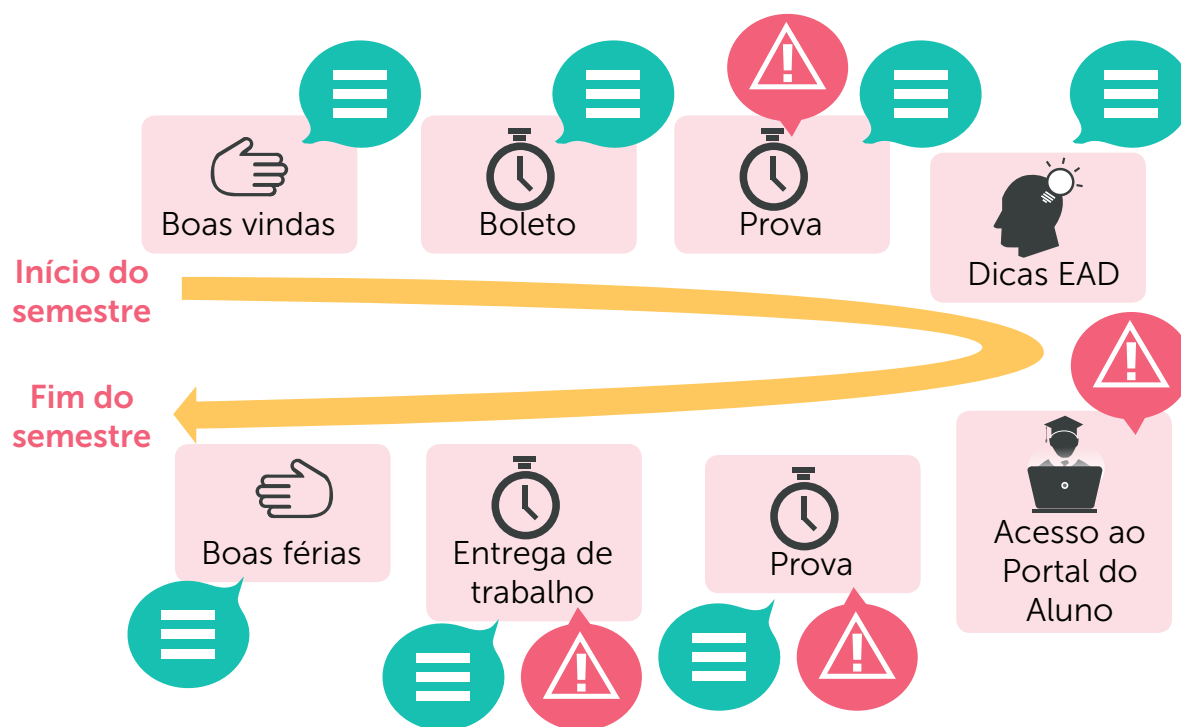 Boas vindas
Boleto
Prova
Dicas EAD
Início do
semestre
Fim do
semestre
Boas férias
Entrega de
trabalho
Prova
Acesso ao
Portal do
Aluno